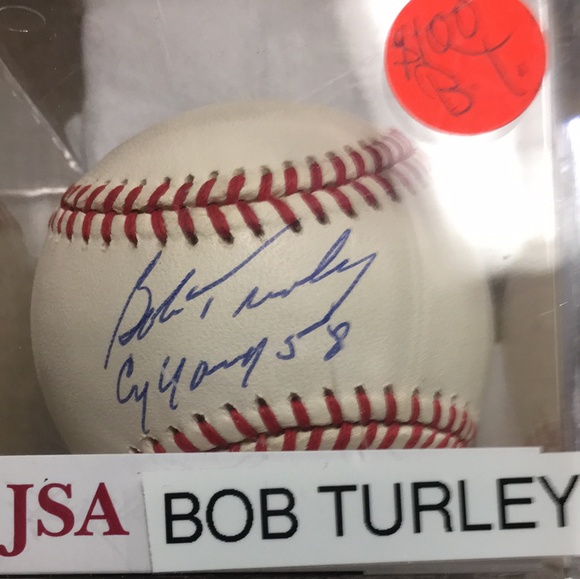 $100
B
Bob Turley
Cy Young 58
JSA BOB TURLEY